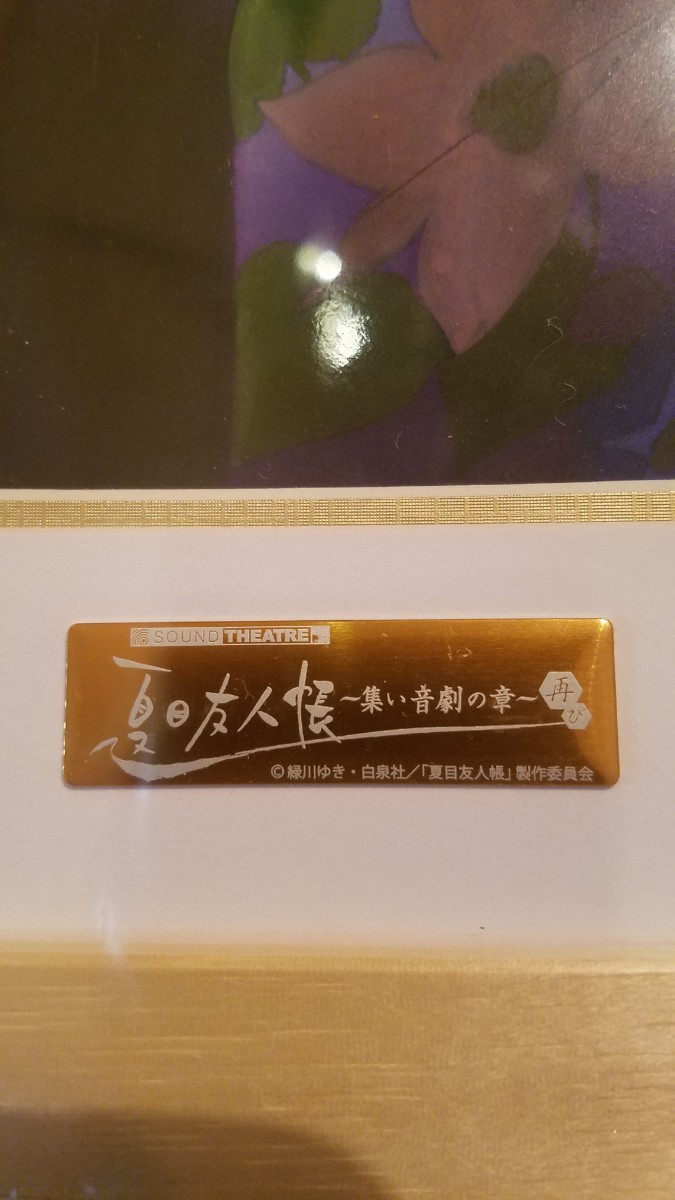 SOUND THEATRE
夏目友人帳 ~集い音劇の章~ 再び
© 緑川ゆき・白泉社/「夏目友人帳」製作委員会